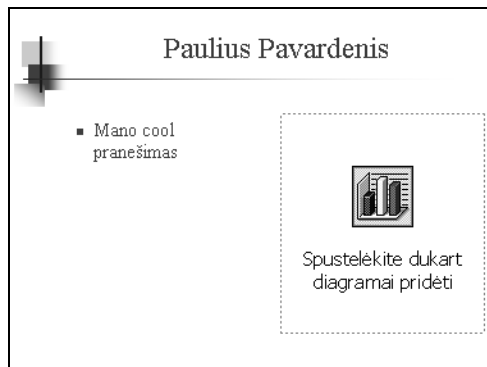 Paulius Pavardenis
Mano cool
pranešimas
Spustelėkite dukart
diagramai pridėti